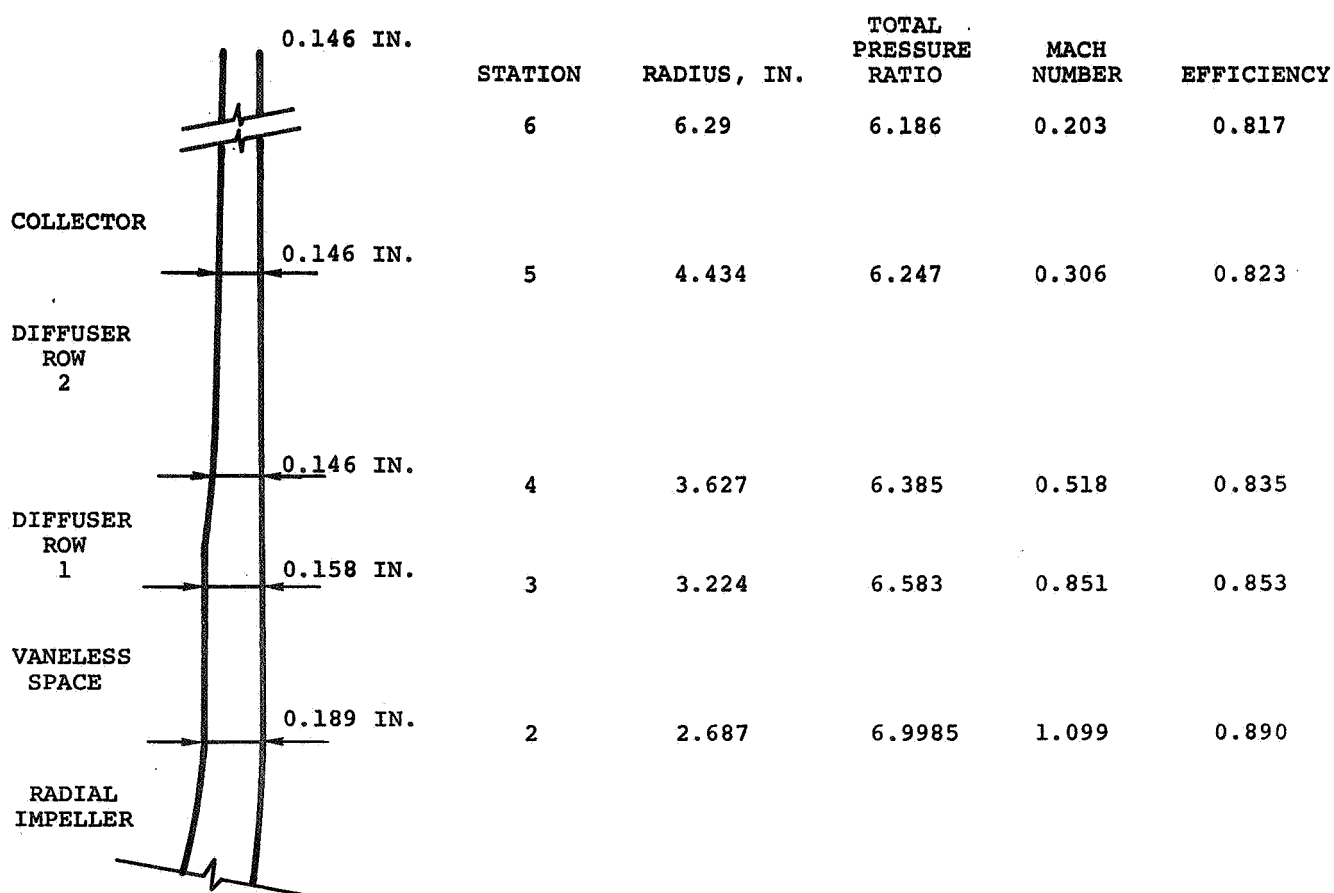 0.146 IN.
STATION RADIUS, IN. TOTAL PRESSURE RATIO MACH NUMBER EFFICIENCY
6 6.29 6.186 0.203 0.817
COLLECTOR
0.146 IN.
5 4.434 6.247 0.306 0.823
DIFFUSER
ROW
2
0.146 IN.
4 3.627 6.385 0.518 0.835
DIFFUSER
ROW
1
0.158 IN.
3 3.224 6.583 0.851 0.853
VANELESS
SPACE
0.189 IN.
2 2.687 6.9985 1.099 0.890
RADIAL
IMPELLER